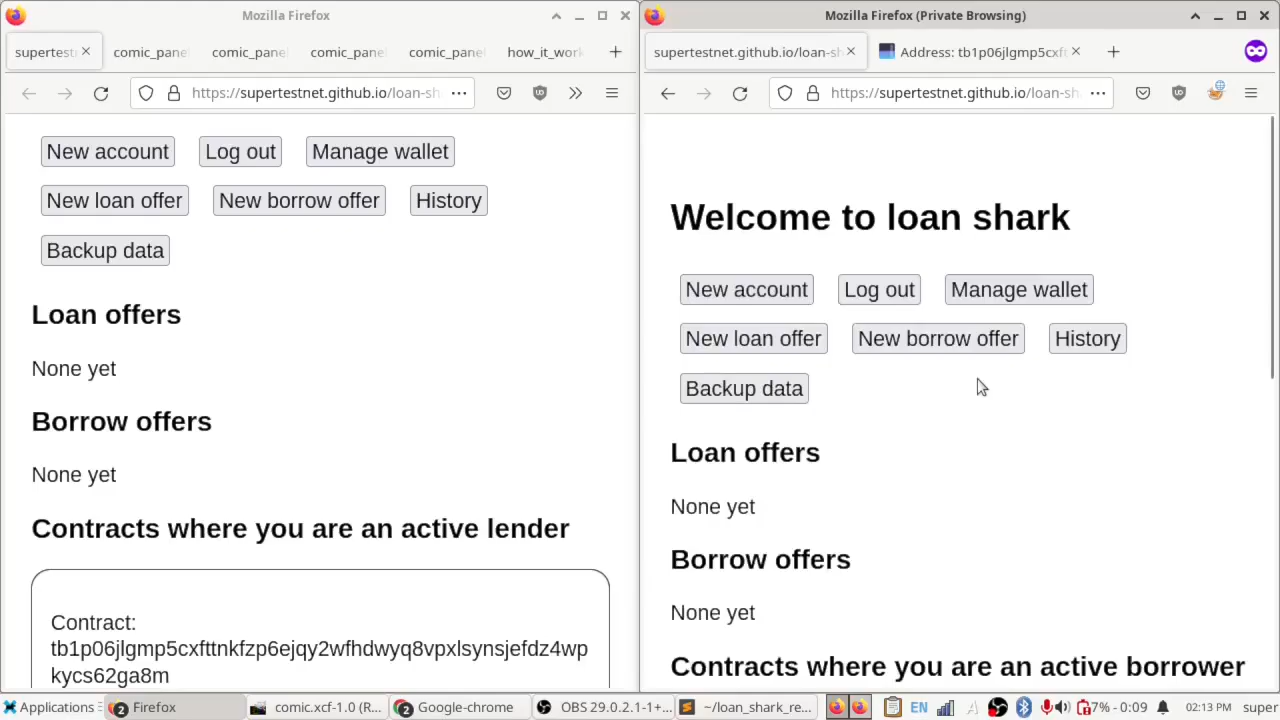 Mozilla Firefox
supertest
comic_pane
comic_pane
comic_pane
comic_pane
how_it_work
https://supertestnet.github.io/loan-sh
New account
Log out
Manage wallet
New loan offer
New borrow offer
History
Backup data
Loan offers
None yet
Borrow offers
None yet
Contracts where you are an active lender
Contract:
tb1p06jlgmp5cxfttnkfzp6ejqy2wfhdwyq8vpxlsynsjefdz4wp
kycs62ga8m
Mozilla Firefox (Private Browsing)
supertestnet.github.io/loan-sh
Address: tb1p06jlgmp5cxft
https://supertestnet.github.io/loan-sh
Welcome to loan shark
New account
Log out
Manage wallet
New loan offer
New borrow offer
History
Backup data
Loan offers
None yet
Borrow offers
None yet
Contracts where you are an active borrower
Applications
2 Firefox
comic.xcf-1.0 (R...
2 Google-chrome
OBS 29.0.2.1-1+...
~/loan_shark_re...
EN
7% - 0:09
02:13 PM
super